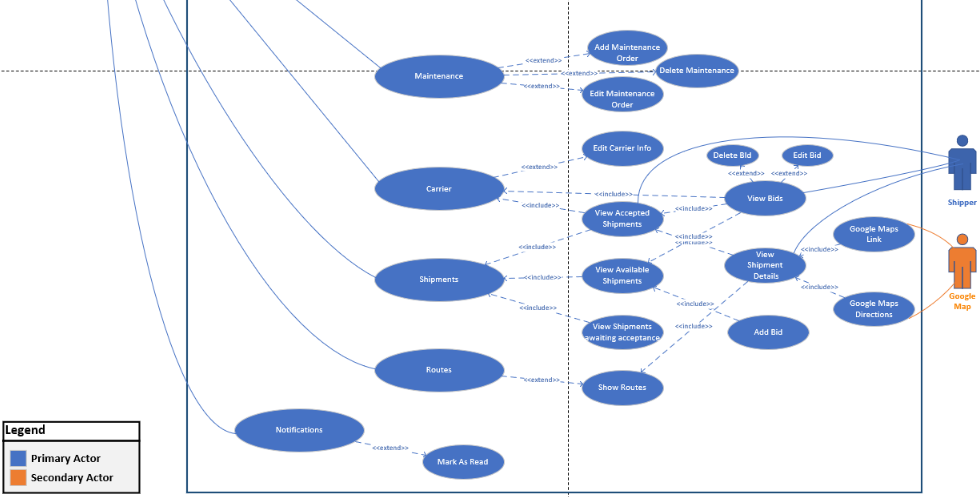 Add Maintenance
Order
<<extend>>
Maintenance
<<extend>>
Delete Maintenance
<<extend>>
Edit Maintenance
Order
Edit Carrier Info
Delete BId
Edit Bid
<<extend>>
<<extend>>
<<extend>>
Carrier
<<include>>
View Bids
<<include>>
<<include>>
View Accepted
Shipments
Shipper
<<include>>
<<include>>
<<include>>
<<include>>
Google Maps
Link
View
Shipment
Details
Shipments
<<include>>
View Available
Shipments
<<include>>
Google Maps
Directions
Google
Map
<<include>>
<<include>>
View Shipments
awaiting acceptance
<<include>>
Add Bid
Routes
<<extend>>
Show Routes
Notifications
<<extend>>
Mark As Read
Legend
Primary Actor
Secondary Actor